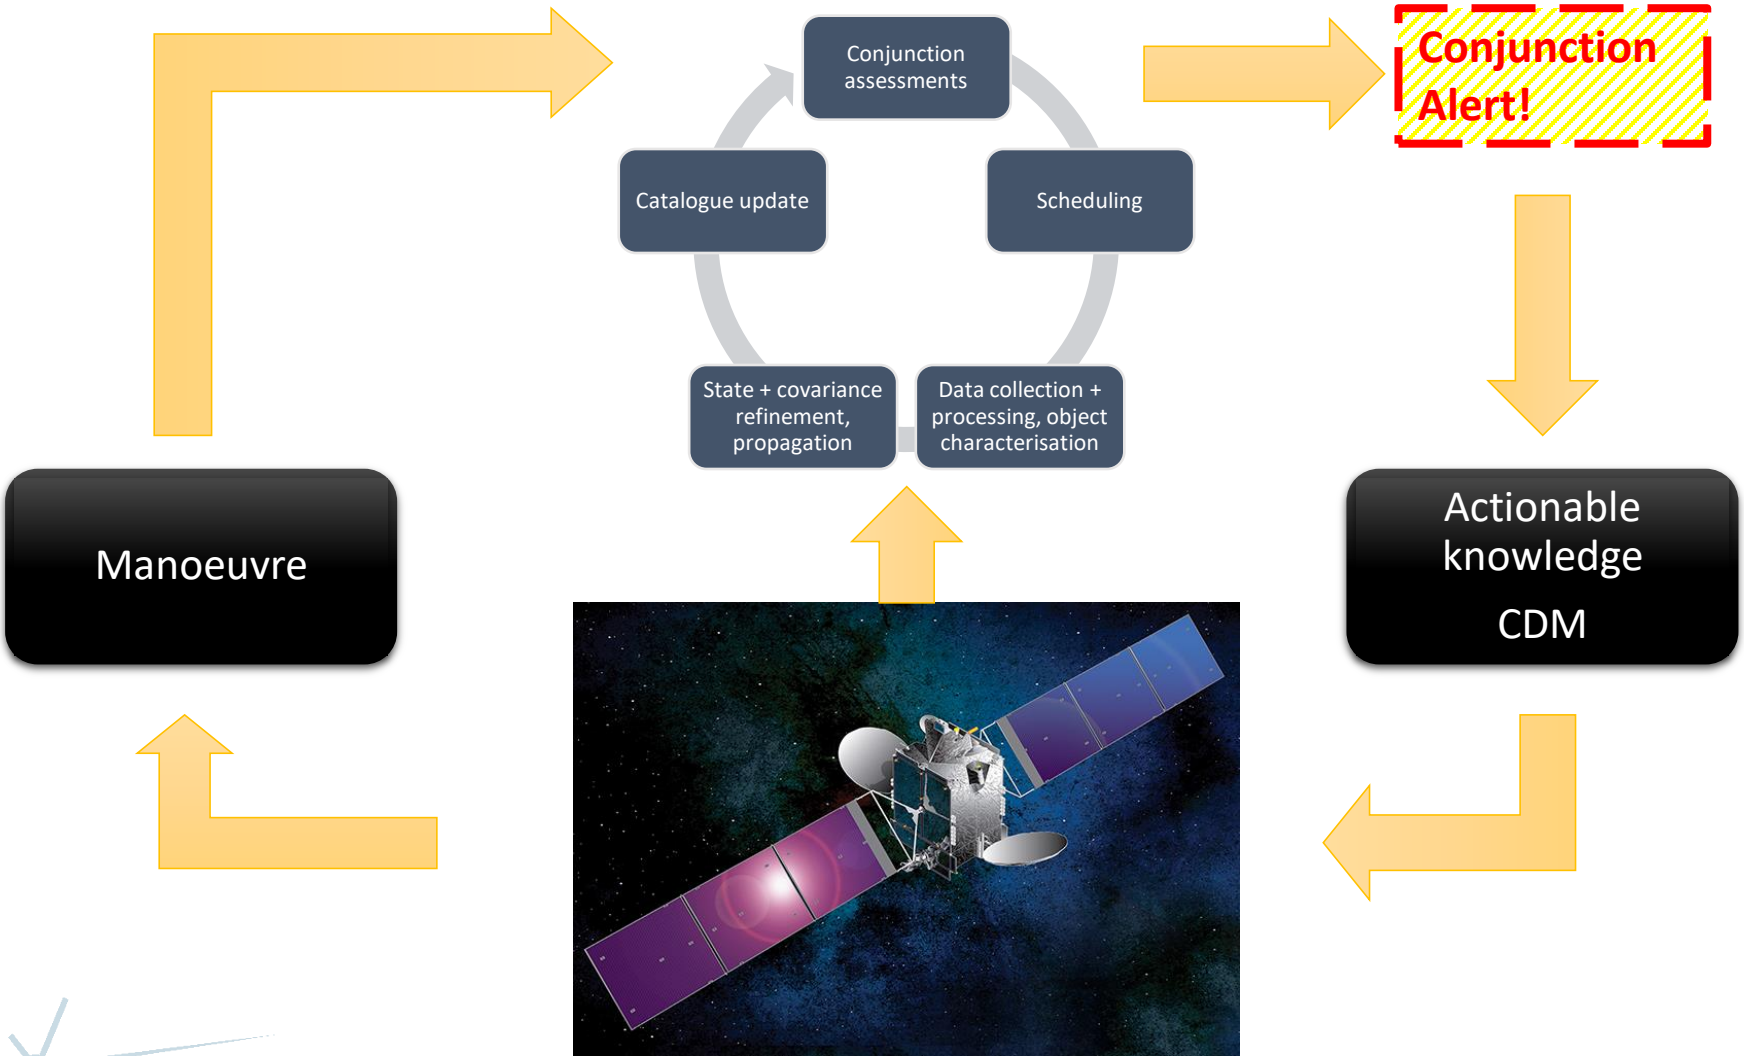 Conjunction
assessments
Conjunction
Alert!
Catalogue update
Scheduling
State + covariance
refinement,
propagation
Data collection +
processing, object
characterisation
Manoeuvre
Actionable
knowledge
CDM